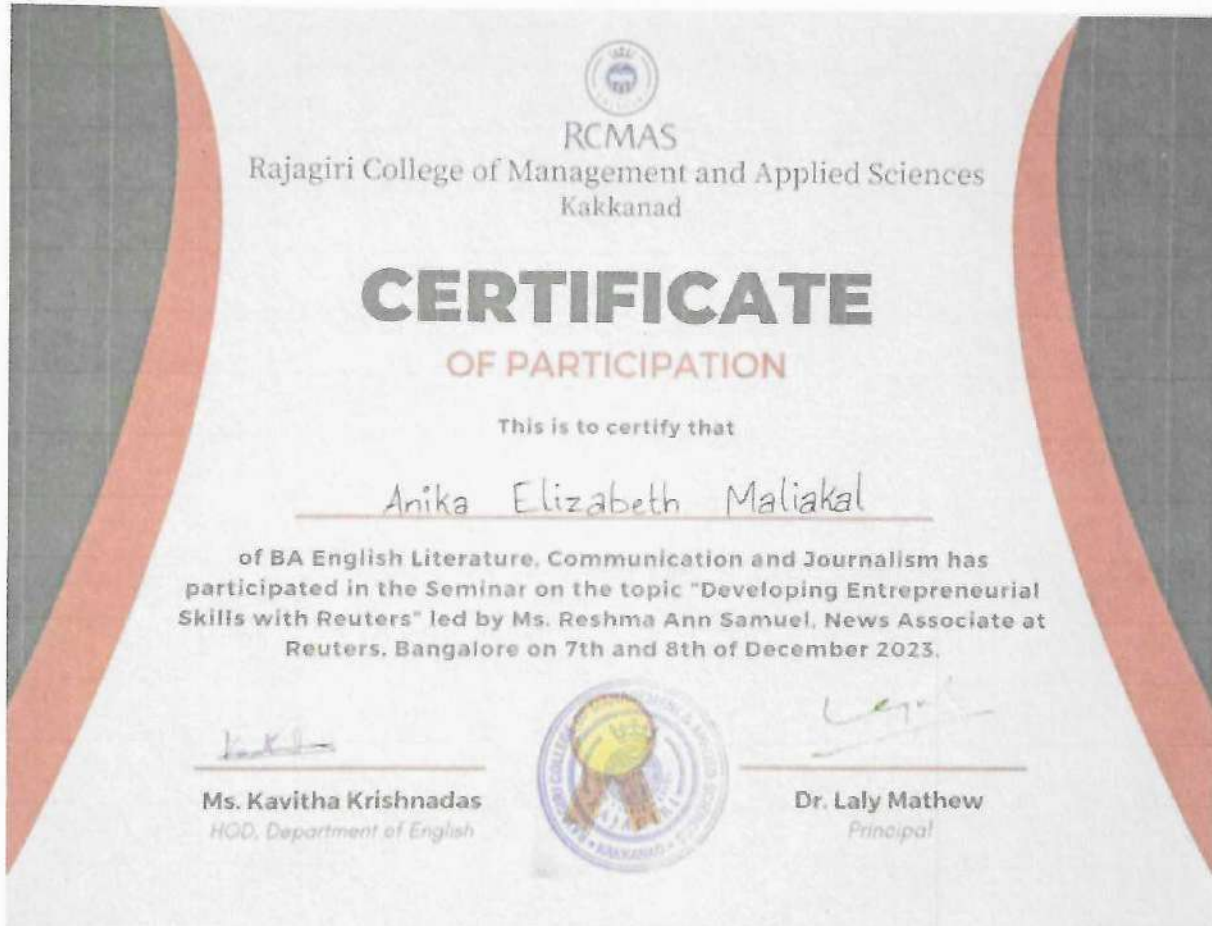 RCMAS
Rajagiri College of Management and Applied Sciences
Kakkanad
CERTIFICATE
OF PARTICIPATION
This is to certify that
Anika Elizabeth Maliakal
of BA English Literature, Communication and Journalism has
participated in the Seminar on the topic "Developing Entrepreneurial
Skills with Reuters" led by Ms. Reshma Ann Samuel, News Associate at
Reuters, Bangalore on 7th and 8th of December 2023.
Ms. Kavitha Krishnadas
HOD, Department of English
KAKKANAD
Dr. Laly Mathew
Principal